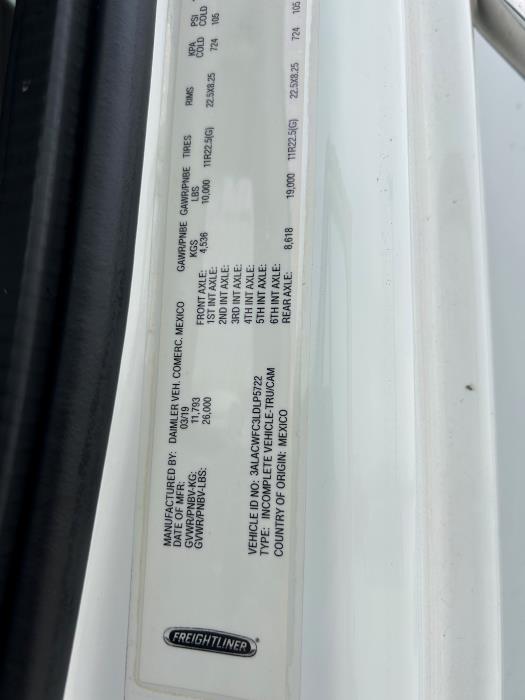 FREIGHTLINER
MANUFACTURED BY: DAIMLER VEH. COMERC. MEXICO
DATE OF MFR: 03/19
GVWR/PNBV-KG: 11,793
GVWR/PNBV-LBS: 26,000
GAWR/PNBE GAWR/PNBE TIRES RIMS KPA PSI
KGS LBS COLD COLD
FRONT AXLE: 4,536 10,000 11R22.5(G) 22.5X8.25 724 105
1ST INT AXLE:
2ND INT AXLE:
3RD INT AXLE:
4TH INT AXLE:
5TH INT AXLE:
6TH INT AXLE:
REAR AXLE: 8,618 19,000 11R22.5(G) 22.5X8.25 724 105
VEHICLE ID NO: 3ALACWFC3LDLP5722
TYPE: INCOMPLETE VEHICLE-TRU/CAM
COUNTRY OF ORIGIN: MEXICO